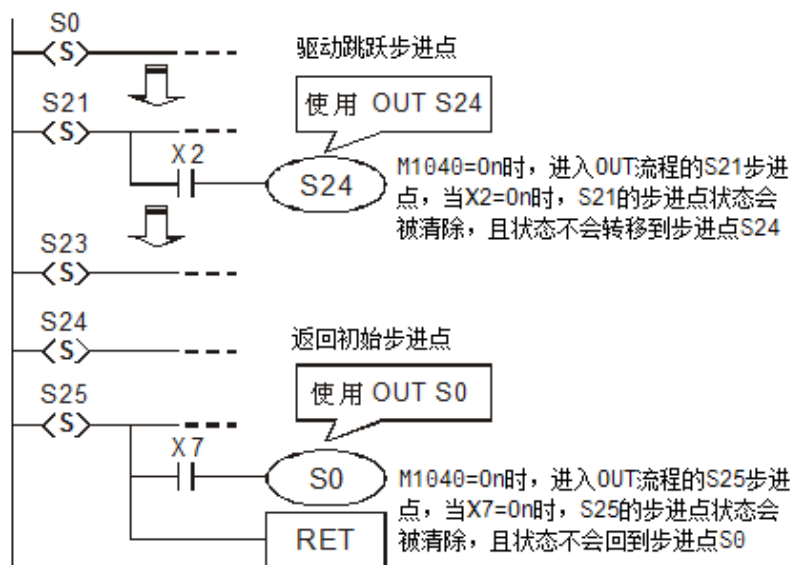 S0
S
驱动跳跃步进点
S21
S
使用 OUT S24
X2
S24
M1040=On时，进入OUT流程的S21步进
点，当X2=On时，S21的步进点状态会
被清除，且状态不会转移到步进点S24
S23
S
S24
S
返回初始步进点
S25
S
使用 OUT S0
X7
S0
M1040=On时，进入OUT流程的S25步进
点，当X7=On时，S25的步进点状态会
被清除，且状态不会回到步进点S0
RET